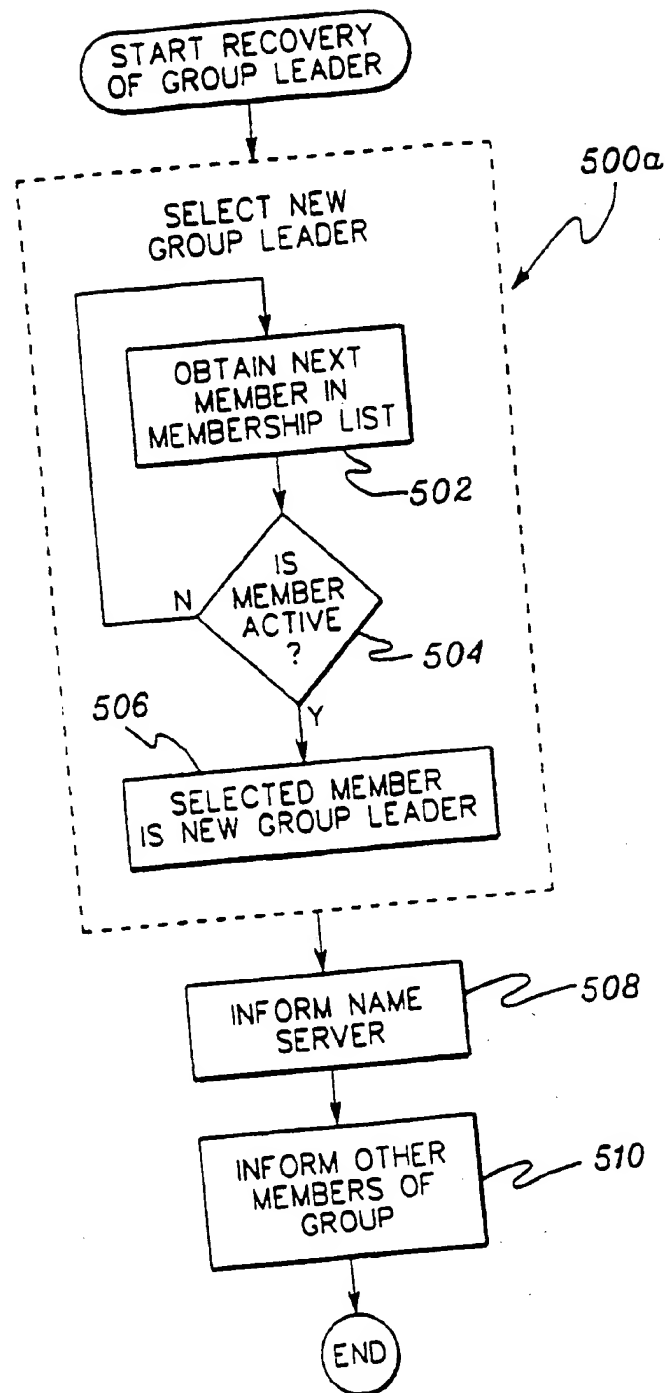 START RECOVERY
OF GROUP LEADER
500a
SELECT NEW
GROUP LEADER
OBTAIN NEXT
MEMBER IN
MEMBERSHIP LIST
502
IS
MEMBER
ACTIVE
?
N
504
Y
506
SELECTED MEMBER
IS NEW GROUP LEADER
INFORM NAME
SERVER
508
INFORM OTHER
MEMBERS OF
GROUP
510
END